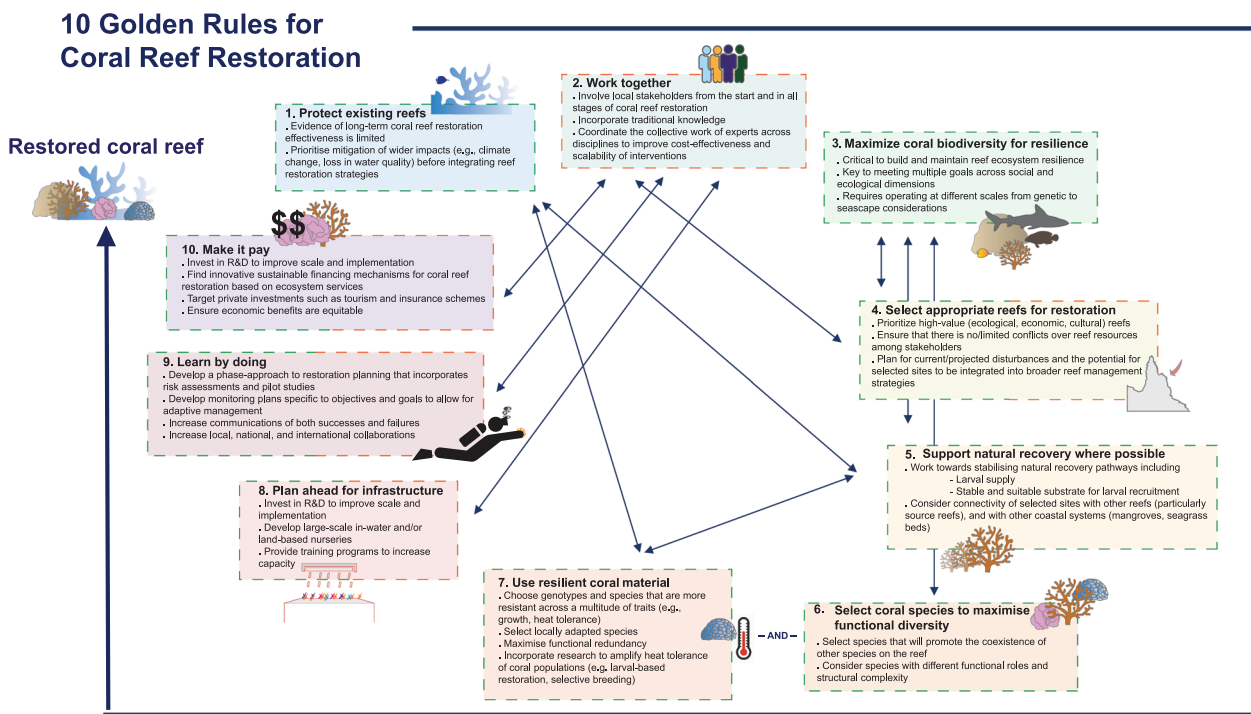 10 Golden Rules for
Coral Reef Restoration
Restored coral reef
1. Protect existing reefs
. Evidence of long-term coral reef restoration
effectiveness is limited
. Prioritise mitigation of wider impacts (e.g., climate
change, loss in water quality) before integrating reef
restoration strategies
2. Work together
. Involve local stakeholders from the start and in all
stages of coral reef restoration
. Incorporate traditional knowledge
. Coordinate the collective work of experts across
disciplines to improve cost-effectiveness and
scalability of interventions
3. Maximize coral biodiversity for resilience
. Critical to build and maintain reef ecosystem resilience
. Key to meeting multiple goals across social and
ecological dimensions
. Requires operating at different scales from genetic to
seascape considerations
$$
10. Make it pay
. Invest in R&D to improve scale and implementation
. Find innovative sustainable financing mechanisms for coral reef
restoration based on ecosystem services
. Target private investments such as tourism and insurance schemes
. Ensure economic benefits are equitable
4. Select appropriate reefs for restoration
. Prioritize high-value (ecological, economic, cultural) reefs
. Ensure that there is no/limited conflicts over reef resources
among stakeholders
. Plan for current/projected disturbances and the potential for
selected sites to be integrated into broader reef management
strategies
9. Learn by doing
. Develop a phase-approach to restoration planning that incorporates
risk assessments and pilot studies
. Develop monitoring plans specific to objectives and goals to allow for
adaptive management
. Increase communications of both successes and failures
. Increase local, national, and international collaborations
5. Support natural recovery where possible
. Work towards stabilising natural recovery pathways including
- Larval supply
- Stable and suitable substrate for larval recruitment
. Consider connectivity of selected sites with other reefs (particularly
source reefs), and with other coastal systems (mangroves, seagrass
beds)
8. Plan ahead for infrastructure
. Invest in R&D to improve scale and
implementation
. Develop large-scale in-water and/or
land-based nurseries
. Provide training programs to increase
capacity
7. Use resilient coral material
. Choose genotypes and species that are more
resistant across a multitude of traits (e.g.,
growth, heat tolerance)
. Select locally adapted species
. Maximise functional redundancy
. Incorporate research to amplify heat tolerance
of coral populations (e.g. larval-based
restoration, selective breeding)
– AND –
6. Select coral species to maximise
functional diversity
. Select species that will promote the coexistence of
other species on the reef
. Consider species with different functional roles and
structural complexity